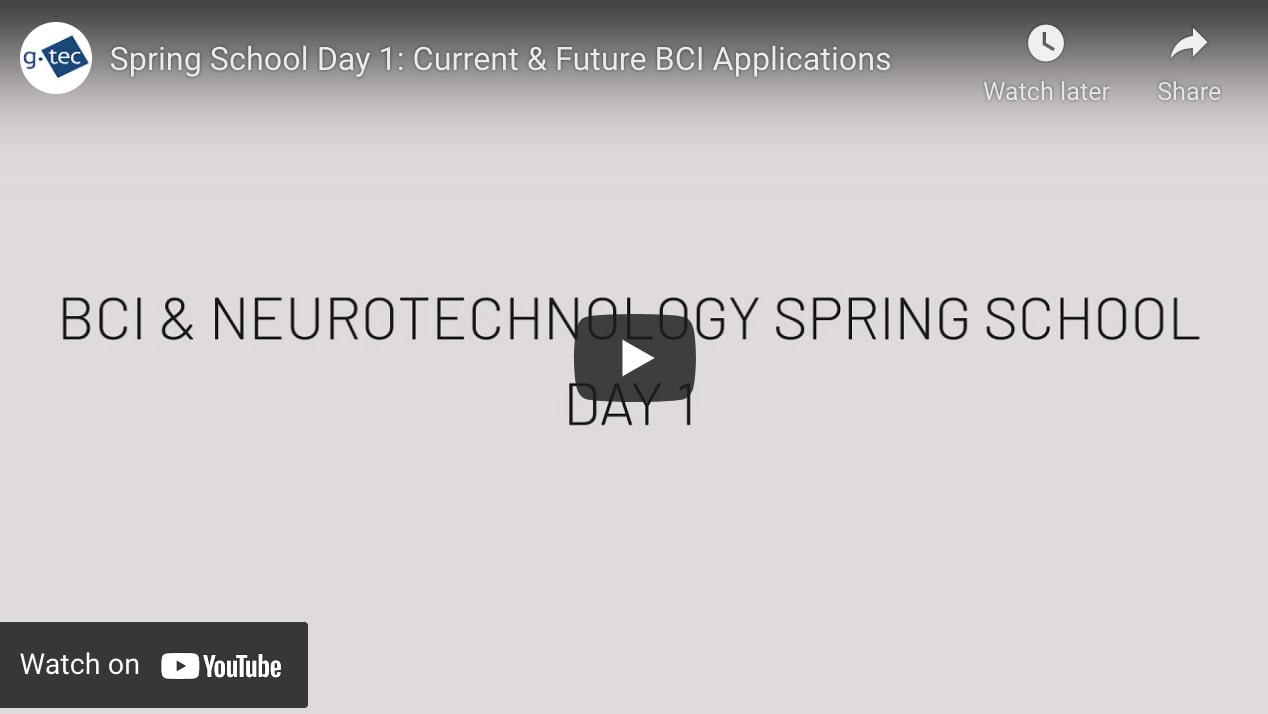 g.tec
Spring School Day 1: Current & Future BCI Applications
Watch later
Share
BCI & NEUROTECHNOLOGY SPRING SCHOOL
DAY 1
Watch on YouTube